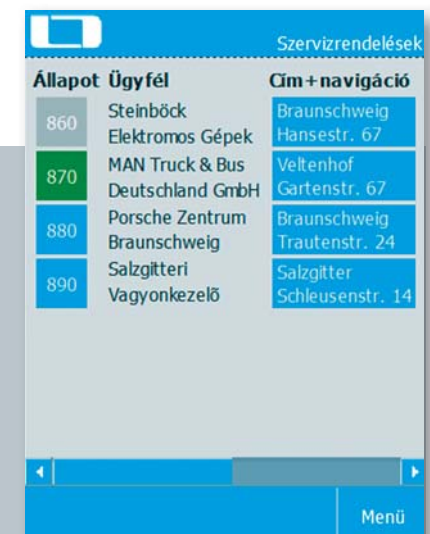 Szervizrendelések
Állapot Ügyfél Cím+navigáció
860 Steinböck Elektromos Gépek Braunschweig Hansestr. 67
870 MAN Truck & Bus Deutschland GmbH Veltenhof Gartenstr. 67
880 Porsche Zentrum Braunschweig Braunschweig Trautenstr. 24
890 Salzgitteri Vagyonkezelõ Salzgitter Schleusenstr. 14
Menü